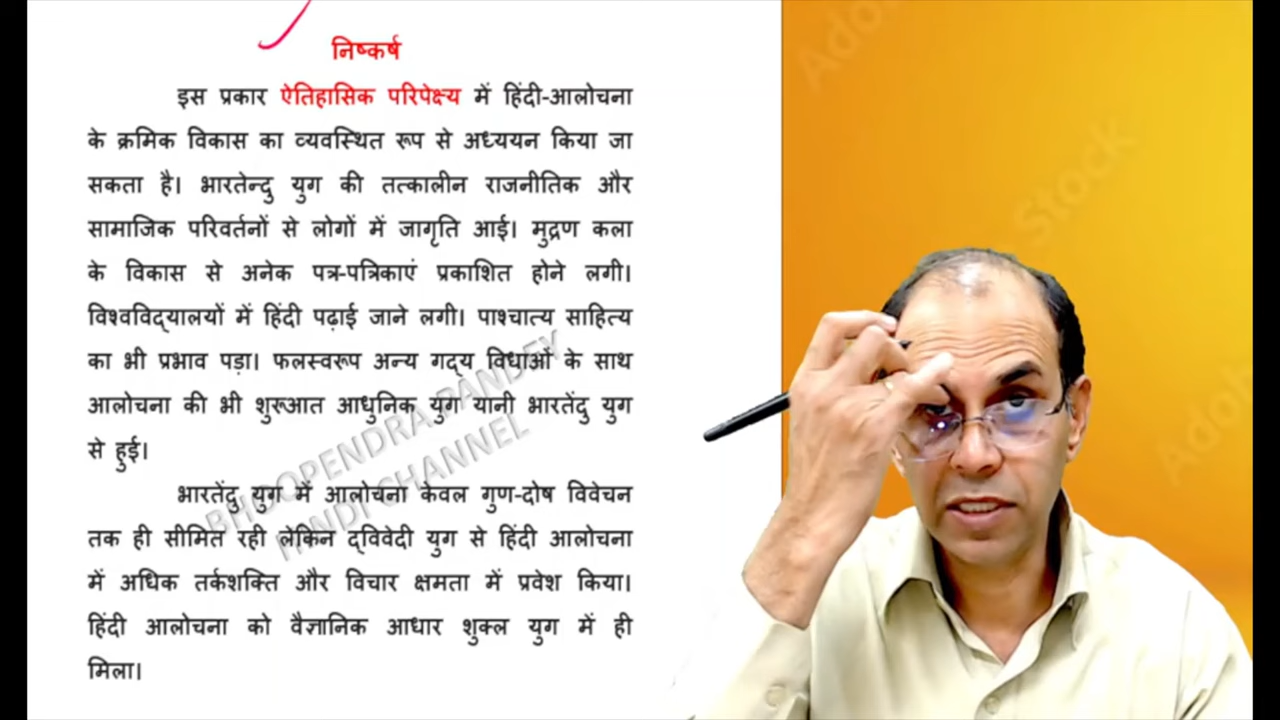 निष्कर्ष
इस प्रकार ऐतिहासिक परिपेक्ष्य में हिंदी-आलोचना
के क्रमिक विकास का व्यवस्थित रूप से अध्ययन किया जा
सकता है। भारतेन्दु युग की तत्कालीन राजनीतिक और
सामाजिक परिवर्तनों से लोगों में जागृति आई। मुद्रण कला
के विकास से अनेक पत्र-पत्रिकाएं प्रकाशित होने लगी।
विश्वविद्यालयों में हिंदी पढ़ाई जाने लगी। पाश्चात्य साहित्य
का भी प्रभाव पड़ा। फलस्वरूप अन्य गद्य विधाओं के साथ
आलोचना की भी शुरूआत आधुनिक युग यानी भारतेंदु युग
से हुई।
भारतेंदु युग में आलोचना केवल गुण-दोष विवेचन
तक ही सीमित रही लेकिन द्विवेदी युग से हिंदी आलोचना
में अधिक तर्कशक्ति और विचार क्षमता में प्रवेश किया।
हिंदी आलोचना को वैज्ञानिक आधार शुक्ल युग में ही
मिला।
BHOOPENDRA PANDEY
HINDI CHANNEL
Adobe
Stock
Adobe